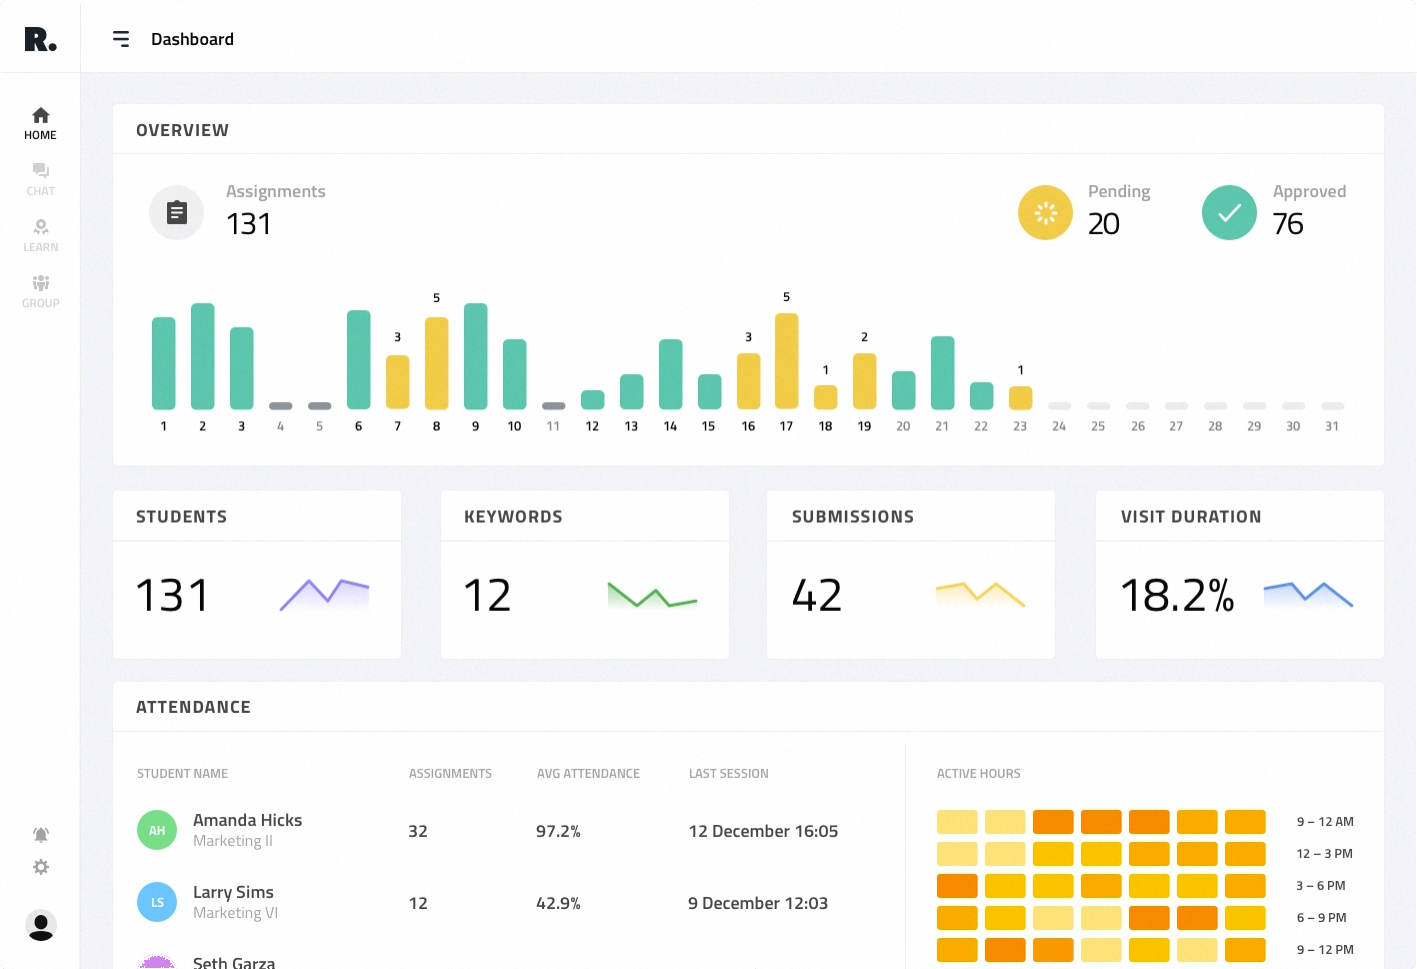 R.
Dashboard
HOME
CHAT
LEARN
GROUP
OVERVIEW
Assignments
131
Pending
20
Approved
76
3 5 3 5 1 2 1
1 2 3 4 5 6 7 8 9 10 11 12 13 14 15 16 17 18 19 20 21 22 23 24 25 26 27 28 29 30 31
STUDENTS
131
KEYWORDS
12
SUBMISSIONS
42
VISIT DURATION
18.2%
ATTENDANCE
STUDENT NAME ASSIGNMENTS AVG ATTENDANCE LAST SESSION
AH Amanda Hicks 32 97.2% 12 December 16:05
Marketing II
LS Larry Sims 12 42.9% 9 December 12:03
Marketing VI
Seth Garza
ACTIVE HOURS
9 – 12 AM
12 – 3 PM
3 – 6 PM
6 – 9 PM
9 – 12 PM